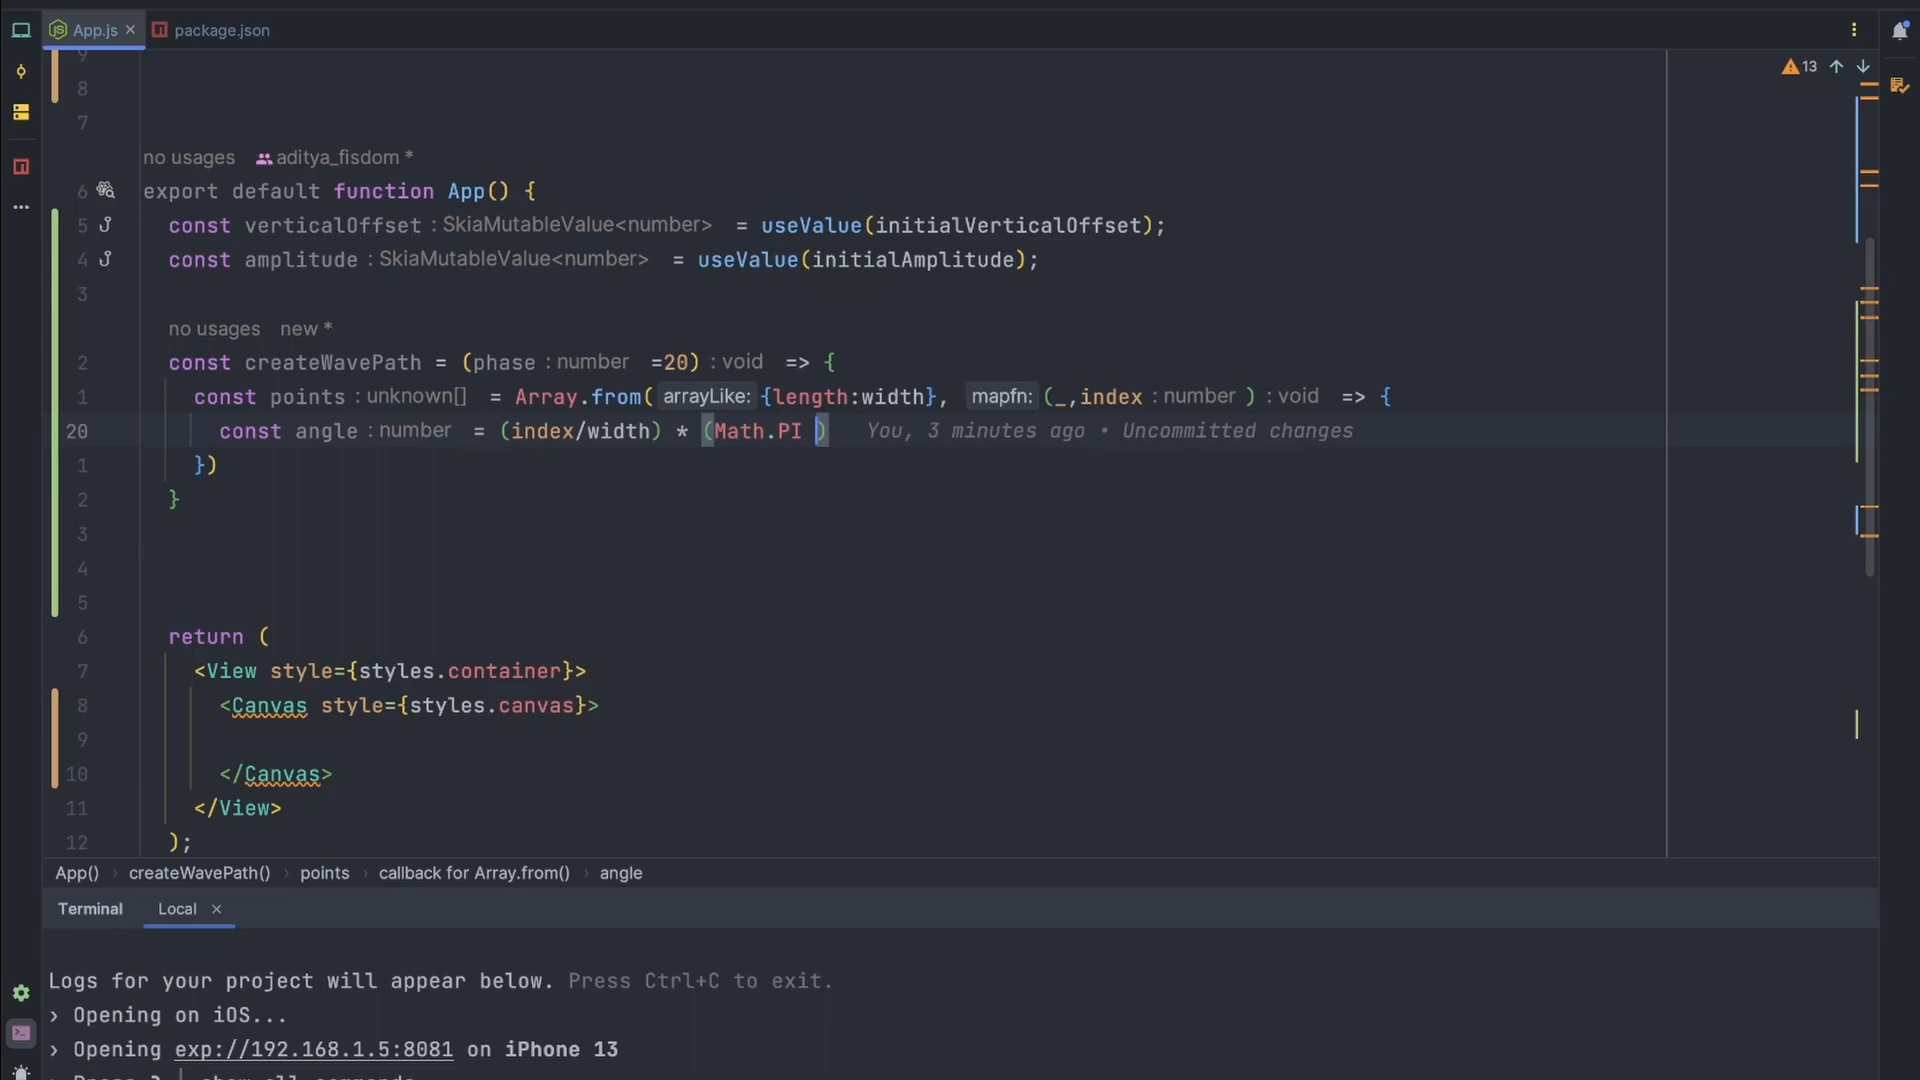 App.js ×
package.json
13
9
8
7
no usages aditya_fisdom *
6 export default function App() {
5 const verticalOffset : SkiaMutableValue<number> = useValue(initialVerticalOffset);
4 const amplitude : SkiaMutableValue<number> = useValue(initialAmplitude);
3
no usages new *
2 const createWavePath = (phase : number =20) : void => {
1 const points : unknown[] = Array.from( arrayLike: {length:width}, mapfn: (_,index : number ) : void => {
20 const angle : number = (index/width) * (Math.PI ) You, 3 minutes ago • Uncommitted changes
1 })
2 }
3
4
5
6 return (
7 <View style={styles.container}>
8 <Canvas style={styles.canvas}>
9
10 </Canvas>
11 </View>
12 );
App() › createWavePath() › points › callback for Array.from() › angle
Terminal Local ×
Logs for your project will appear below. Press Ctrl+C to exit.
› Opening on iOS...
› Opening exp://192.168.1.5:8081 on iPhone 13
› Press ? | show all commands